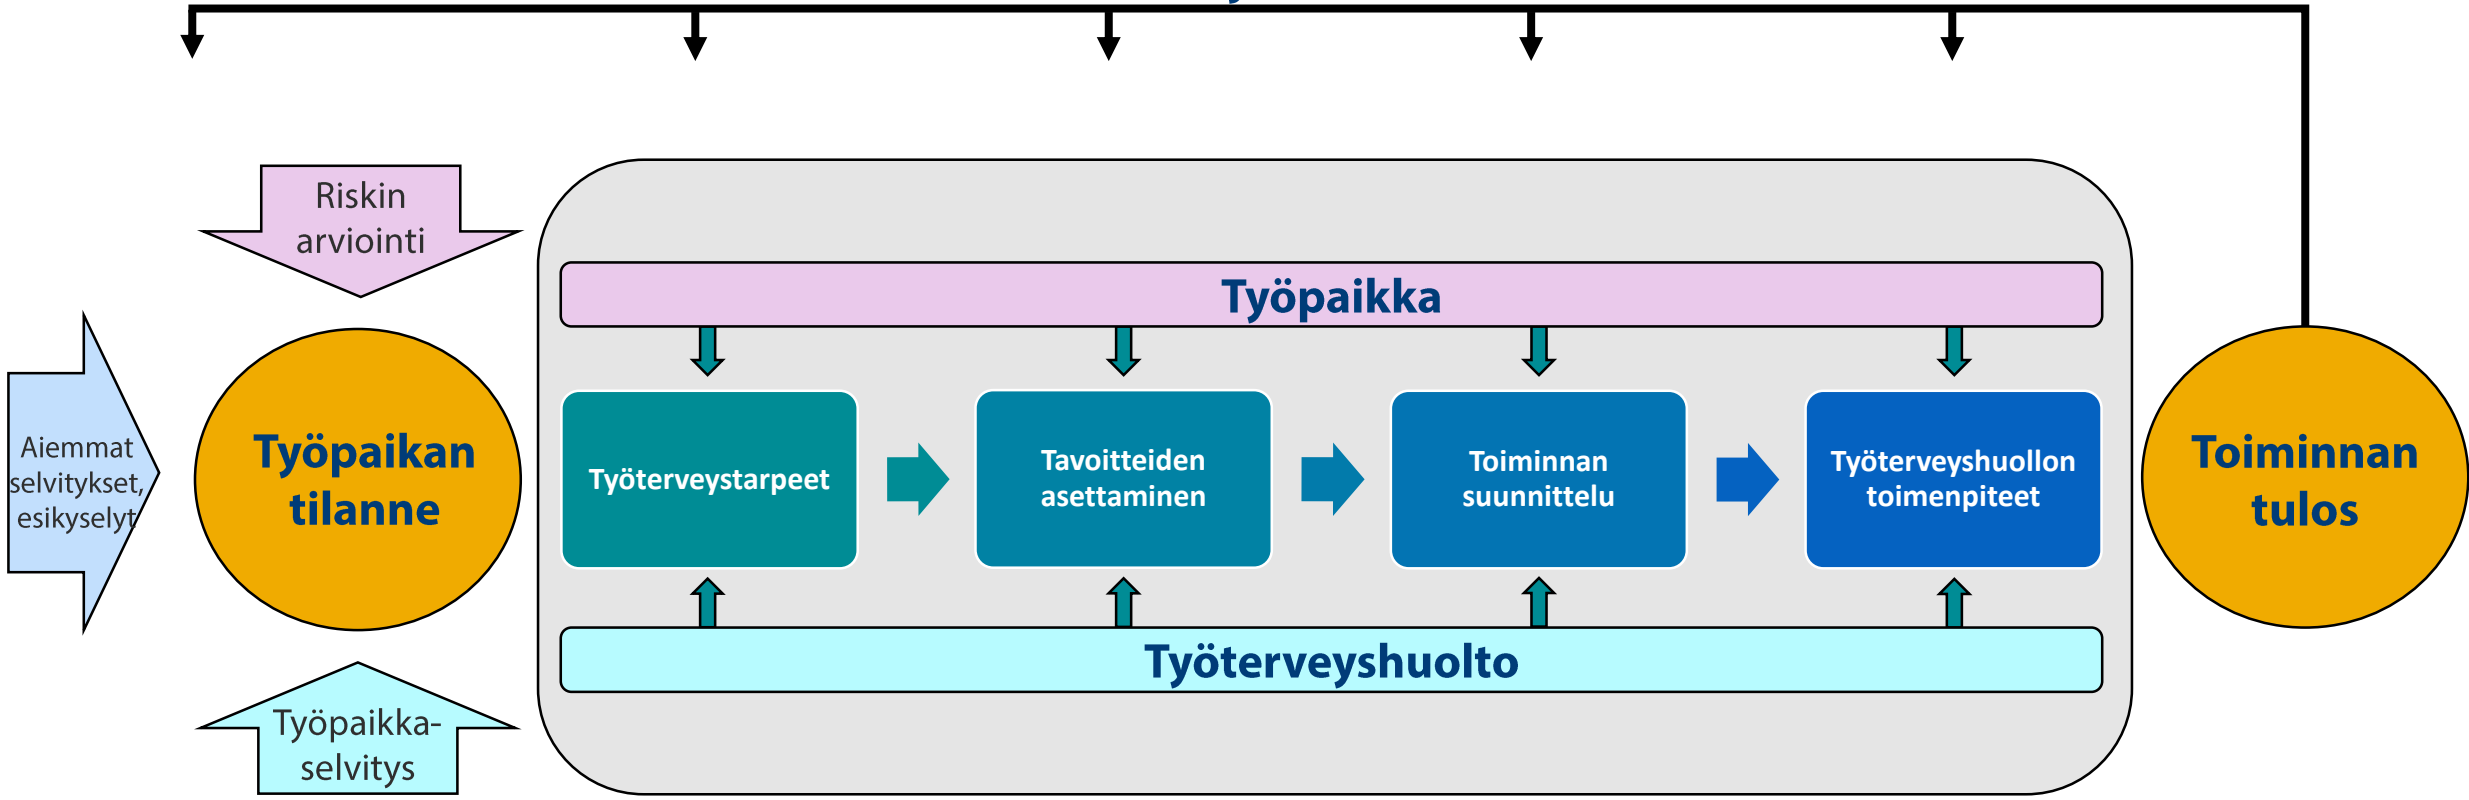 Riskin
arviointi
Työpaikka
Aiemmat
selvitykset,
esikyselyt
Työpaikan
tilanne
Työterveystarpeet
Tavoitteiden
asettaminen
Toiminnan
suunnittelu
Työterveyshuollon
toimenpiteet
Toiminnan
tulos
Työterveyshuolto
Työpaikka-
selvitys